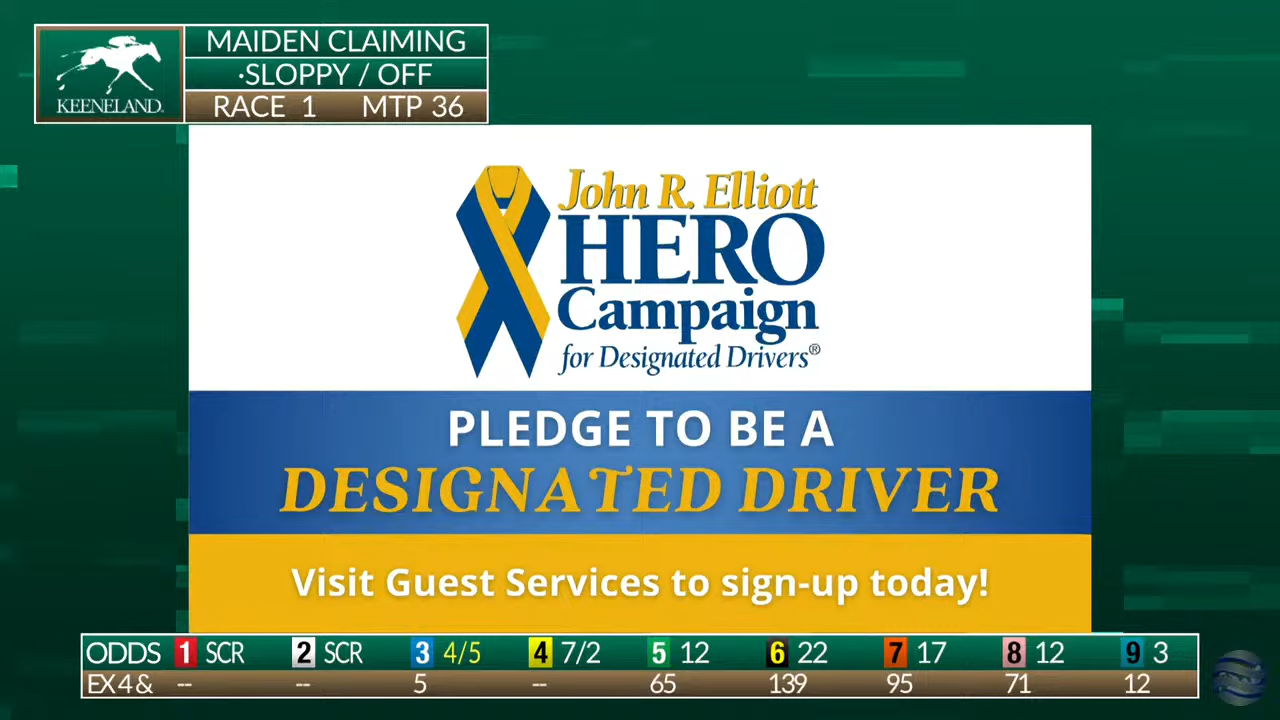 KEENELAND.
MAIDEN CLAIMING
·SLOPPY / OFF
RACE 1 MTP 36
John R. Elliott
HERO
Campaign
for Designated Drivers®
PLEDGE TO BE A
DESIGNATED DRIVER
Visit Guest Services to sign-up today!
ODDS 1 SCR 2 SCR 3 4/5 4 7/2 5 12 6 22 7 17 8 12 9 3
EX 4 & -- -- 5 -- 65 139 95 71 12